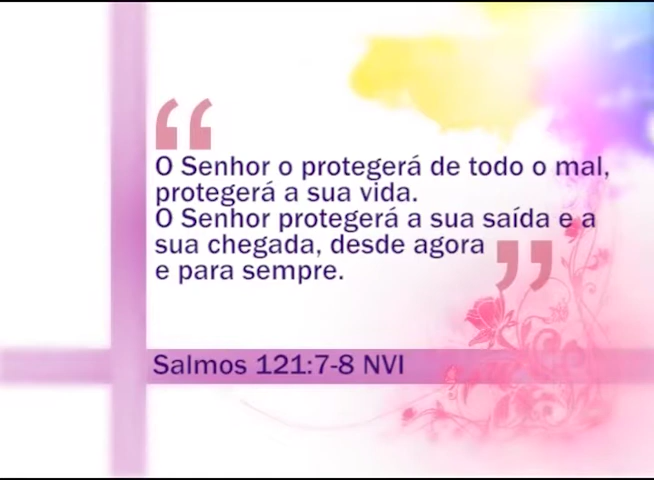 “
O Senhor o protegerá de todo o mal,
protegerá a sua vida.
O Senhor protegerá a sua saída e a
sua chegada, desde agora
e para sempre. ”
Salmos 121:7-8 NVI